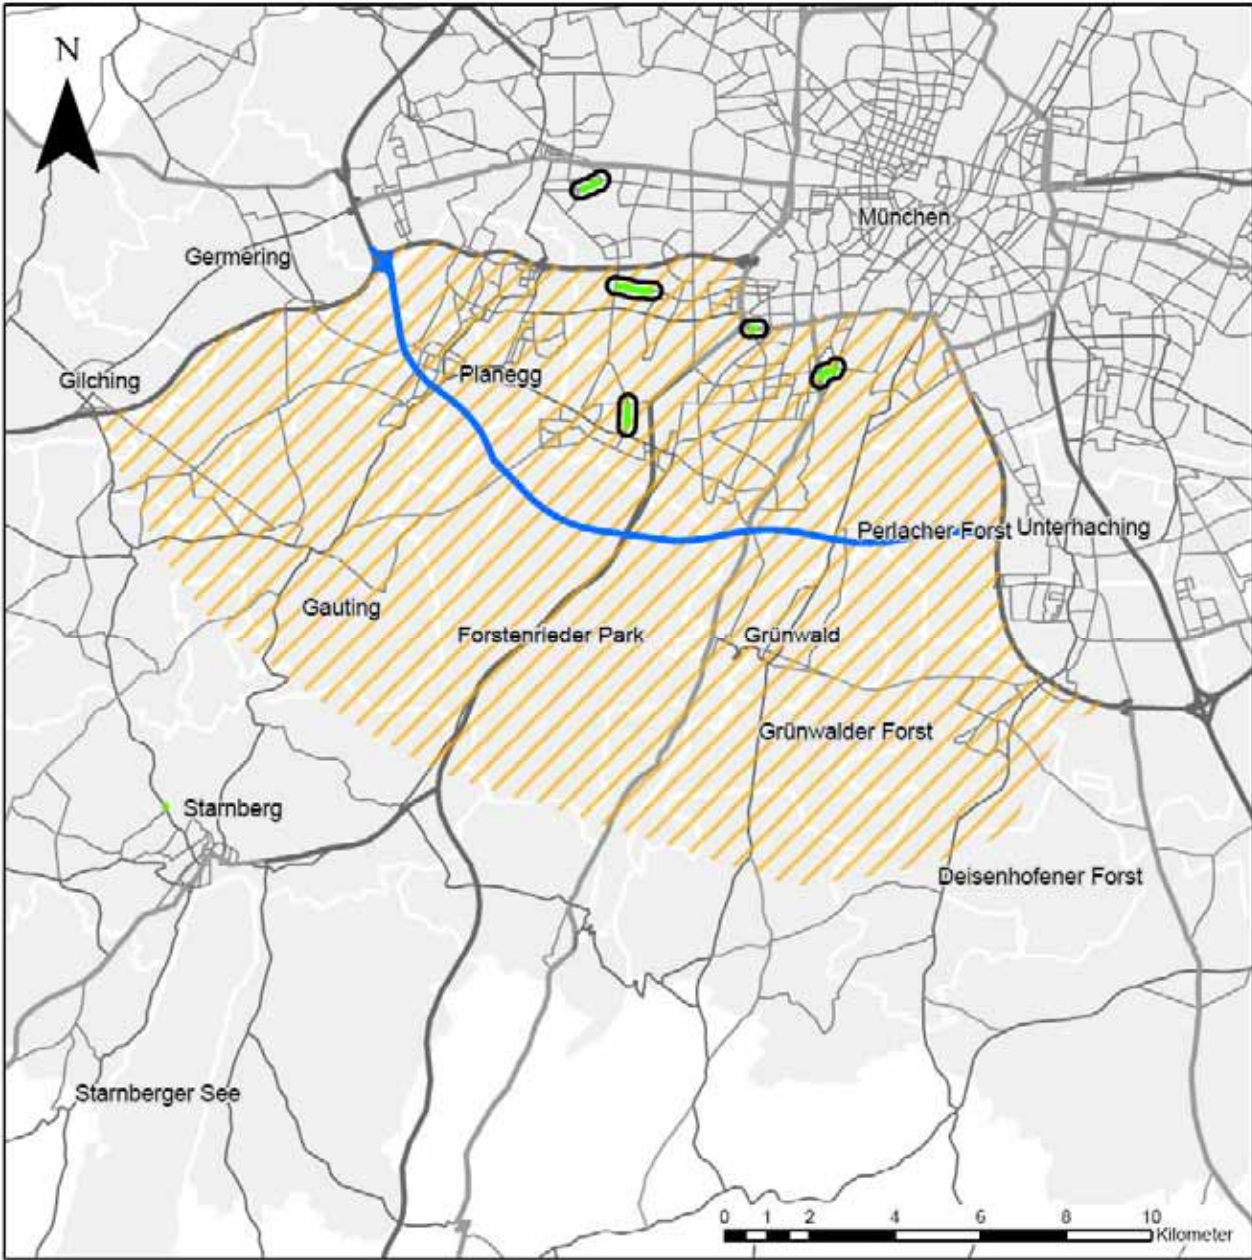 N
München
Germering
Gilching
Planegg
Perlacher Forst
Unterhaching
Gauting
Forstenrieder Park
Grünwald
Grünwalder Forst
Starnberg
Deisenhofener Forst
Starnberger See
0 1 2 4 6 8 10
Kilometer